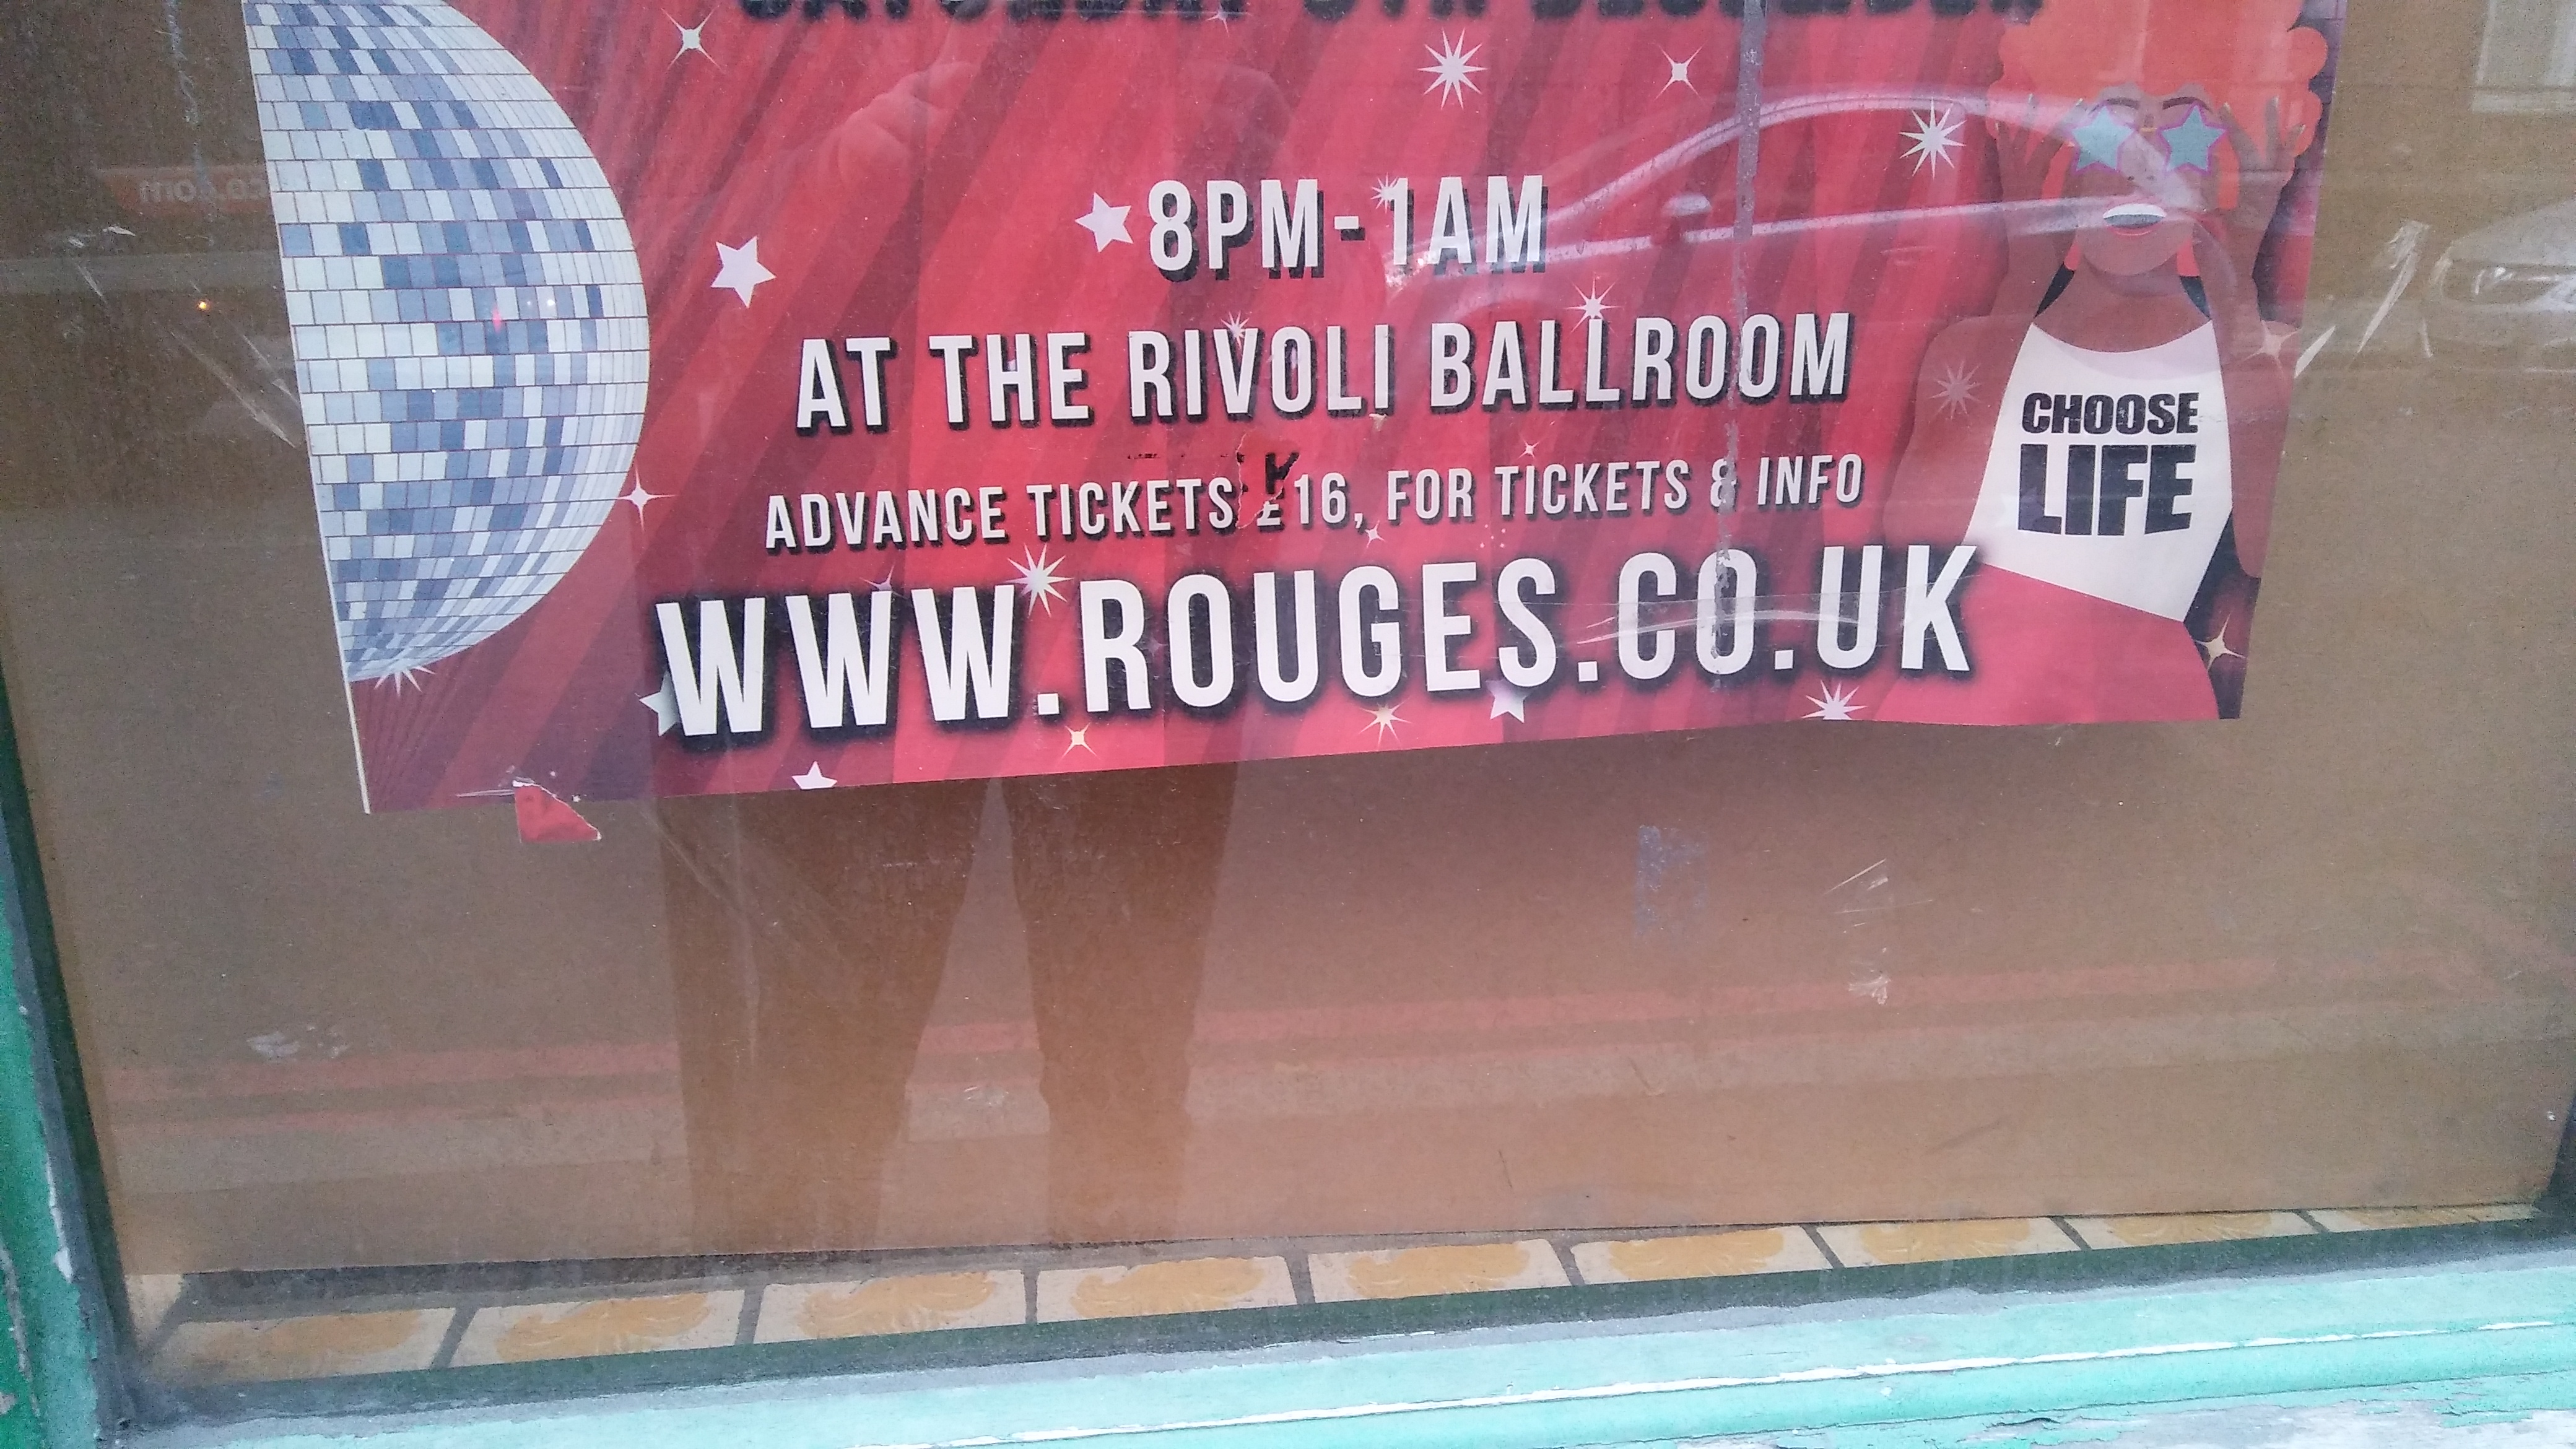 8PM-1AM
AT THE RIVOLI BALLROOM
ADVANCE TICKETS £16, FOR TICKETS & INFO
WWW.ROUGES.CO.UK
CHOOSE
LIFE